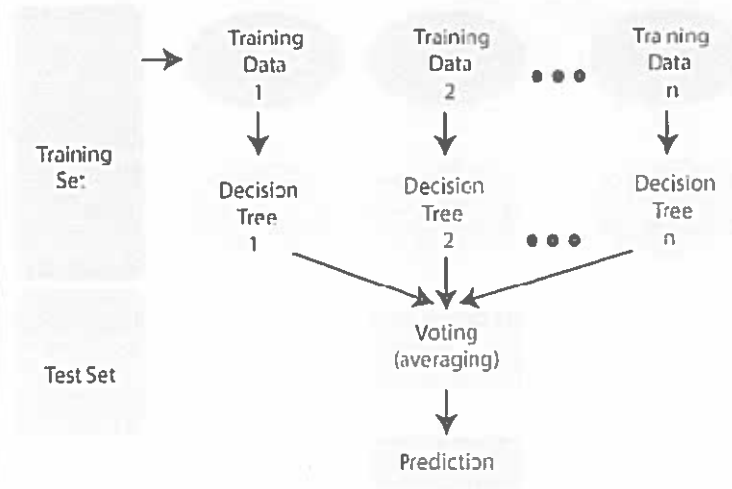 Training
Data
1
Training
Data
2
Training
Data
n
Training
Set
Decision
Tree
1
Decision
Tree
2
Decision
Tree
n
Voting
(averaging)
Test Set
Prediction